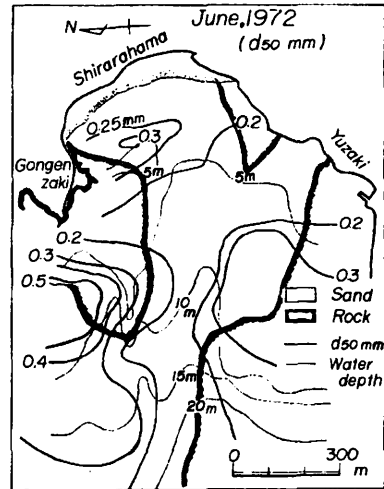 June, 1972
(d50 mm)
N
Shirarahama
0.25mm
0.3
5m
0.2
Yuzaki
Gongen
Zaki
5m
0.2
0.2
0.3
0.3
0.5
10
m
Sand
Rock
d50 mm
Water
depth
0.4
15m
20m
0 300
m